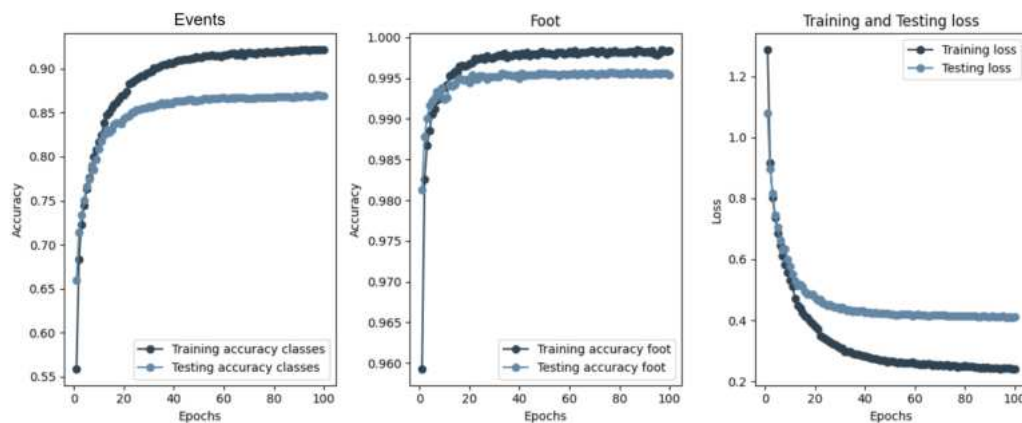 Events
Accuracy
0.90
0.85
0.80
0.75
0.70
0.65
0.60
0.55
0 20 40 60 80 100
Epochs
Training accuracy classes
Testing accuracy classes
Foot
Accuracy
1.000
0.995
0.990
0.985
0.980
0.975
0.970
0.965
0.960
0 20 40 60 80 100
Epochs
Training accuracy foot
Testing accuracy foot
Training and Testing loss
Loss
1.2
1.0
0.8
0.6
0.4
0.2
0 20 40 60 80 100
Epochs
Training loss
Testing loss